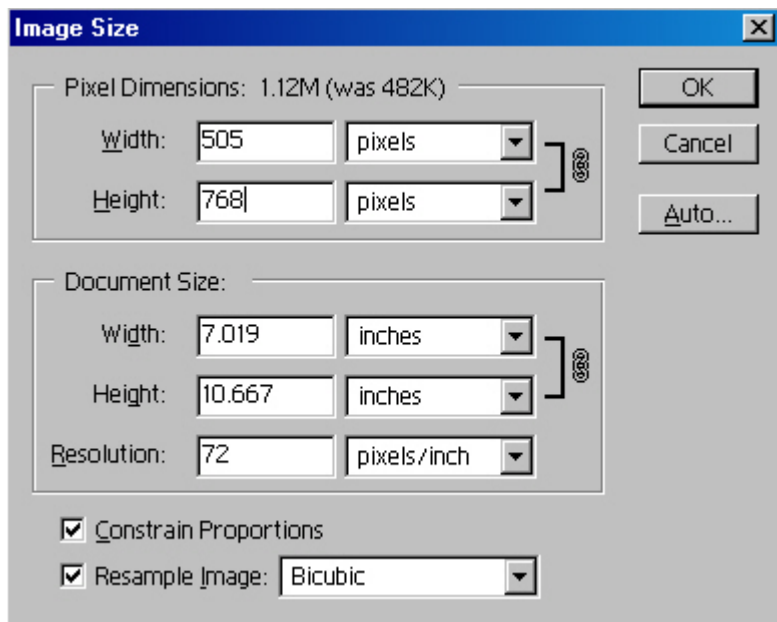 Image Size
Pixel Dimensions: 1.12M (was 482K)
OK
Width: 505 pixels
Cancel
Height: 768 pixels
Auto...
Document Size:
Width: 7.019 inches
Height: 10.667 inches
Resolution: 72 pixels/inch
Constrain Proportions
Resample Image: Bicubic